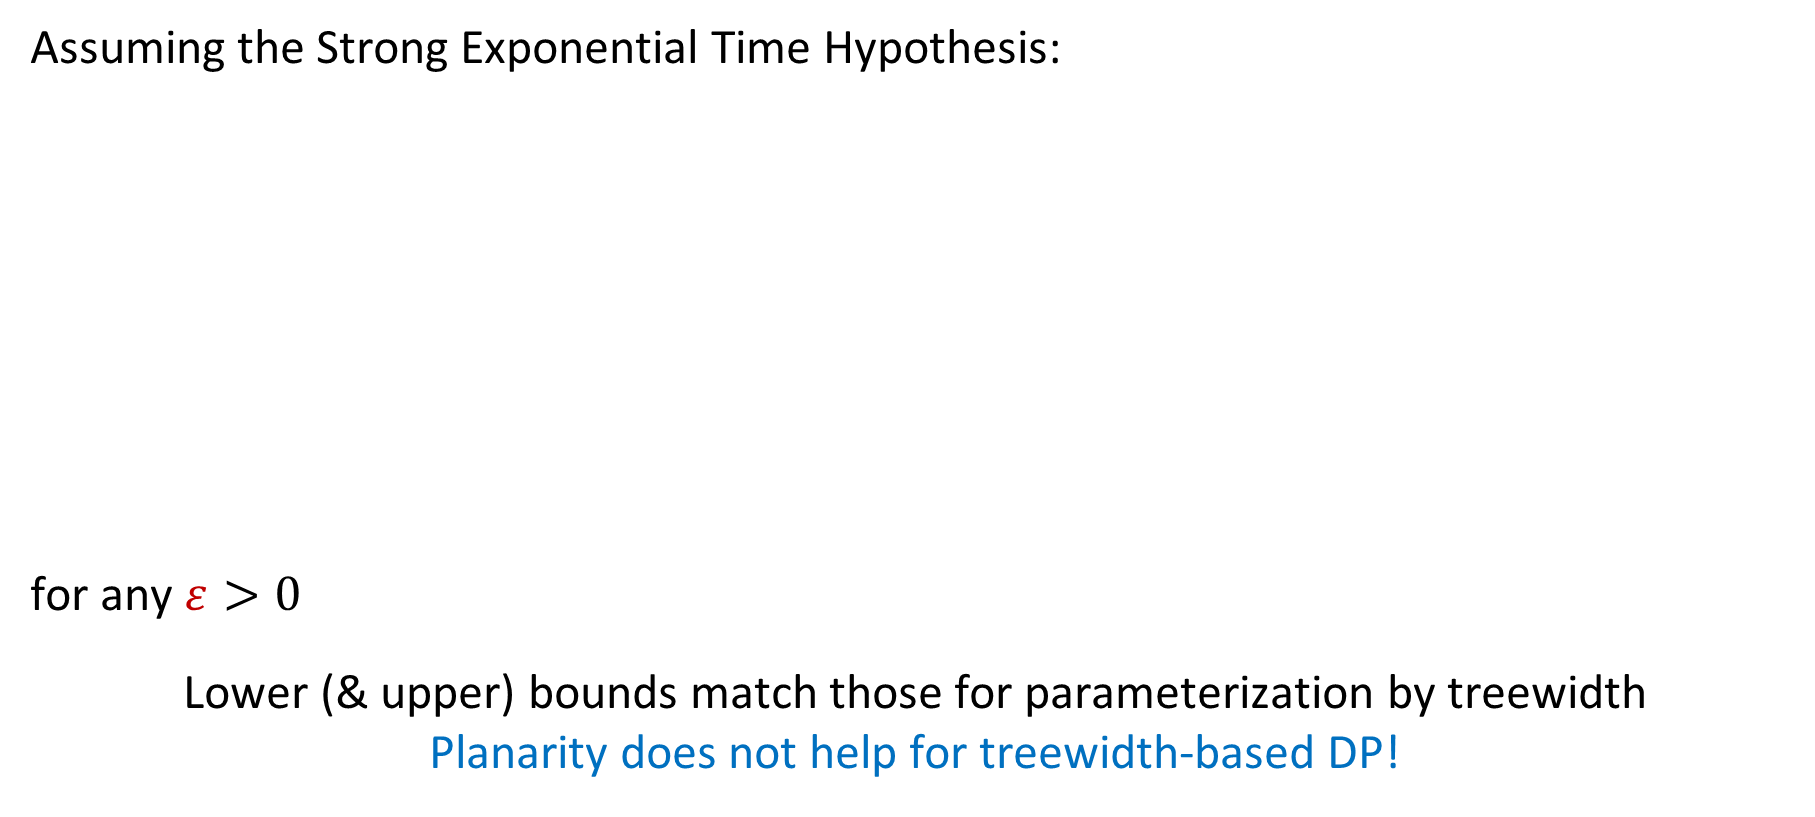 Assuming the Strong Exponential Time Hypothesis:
for any ε > 0
Lower (& upper) bounds match those for parameterization by treewidth
Planarity does not help for treewidth-based DP!